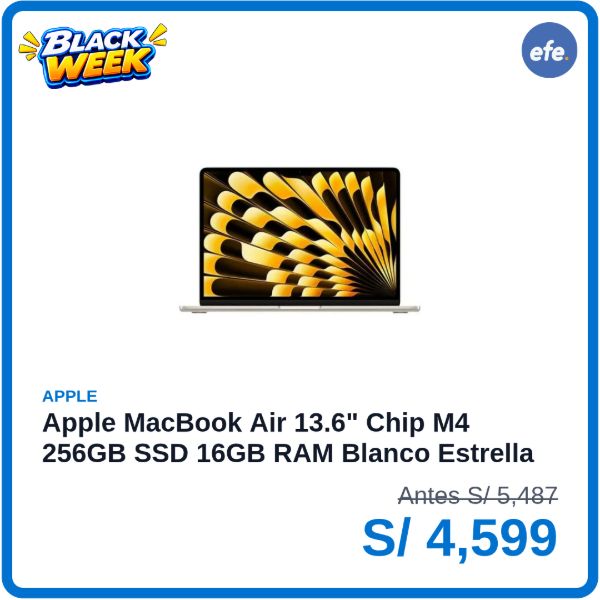 BLACK
WEEK
efe.
APPLE
Apple MacBook Air 13.6" Chip M4
256GB SSD 16GB RAM Blanco Estrella
Antes S/ 5,487
S/ 4,599